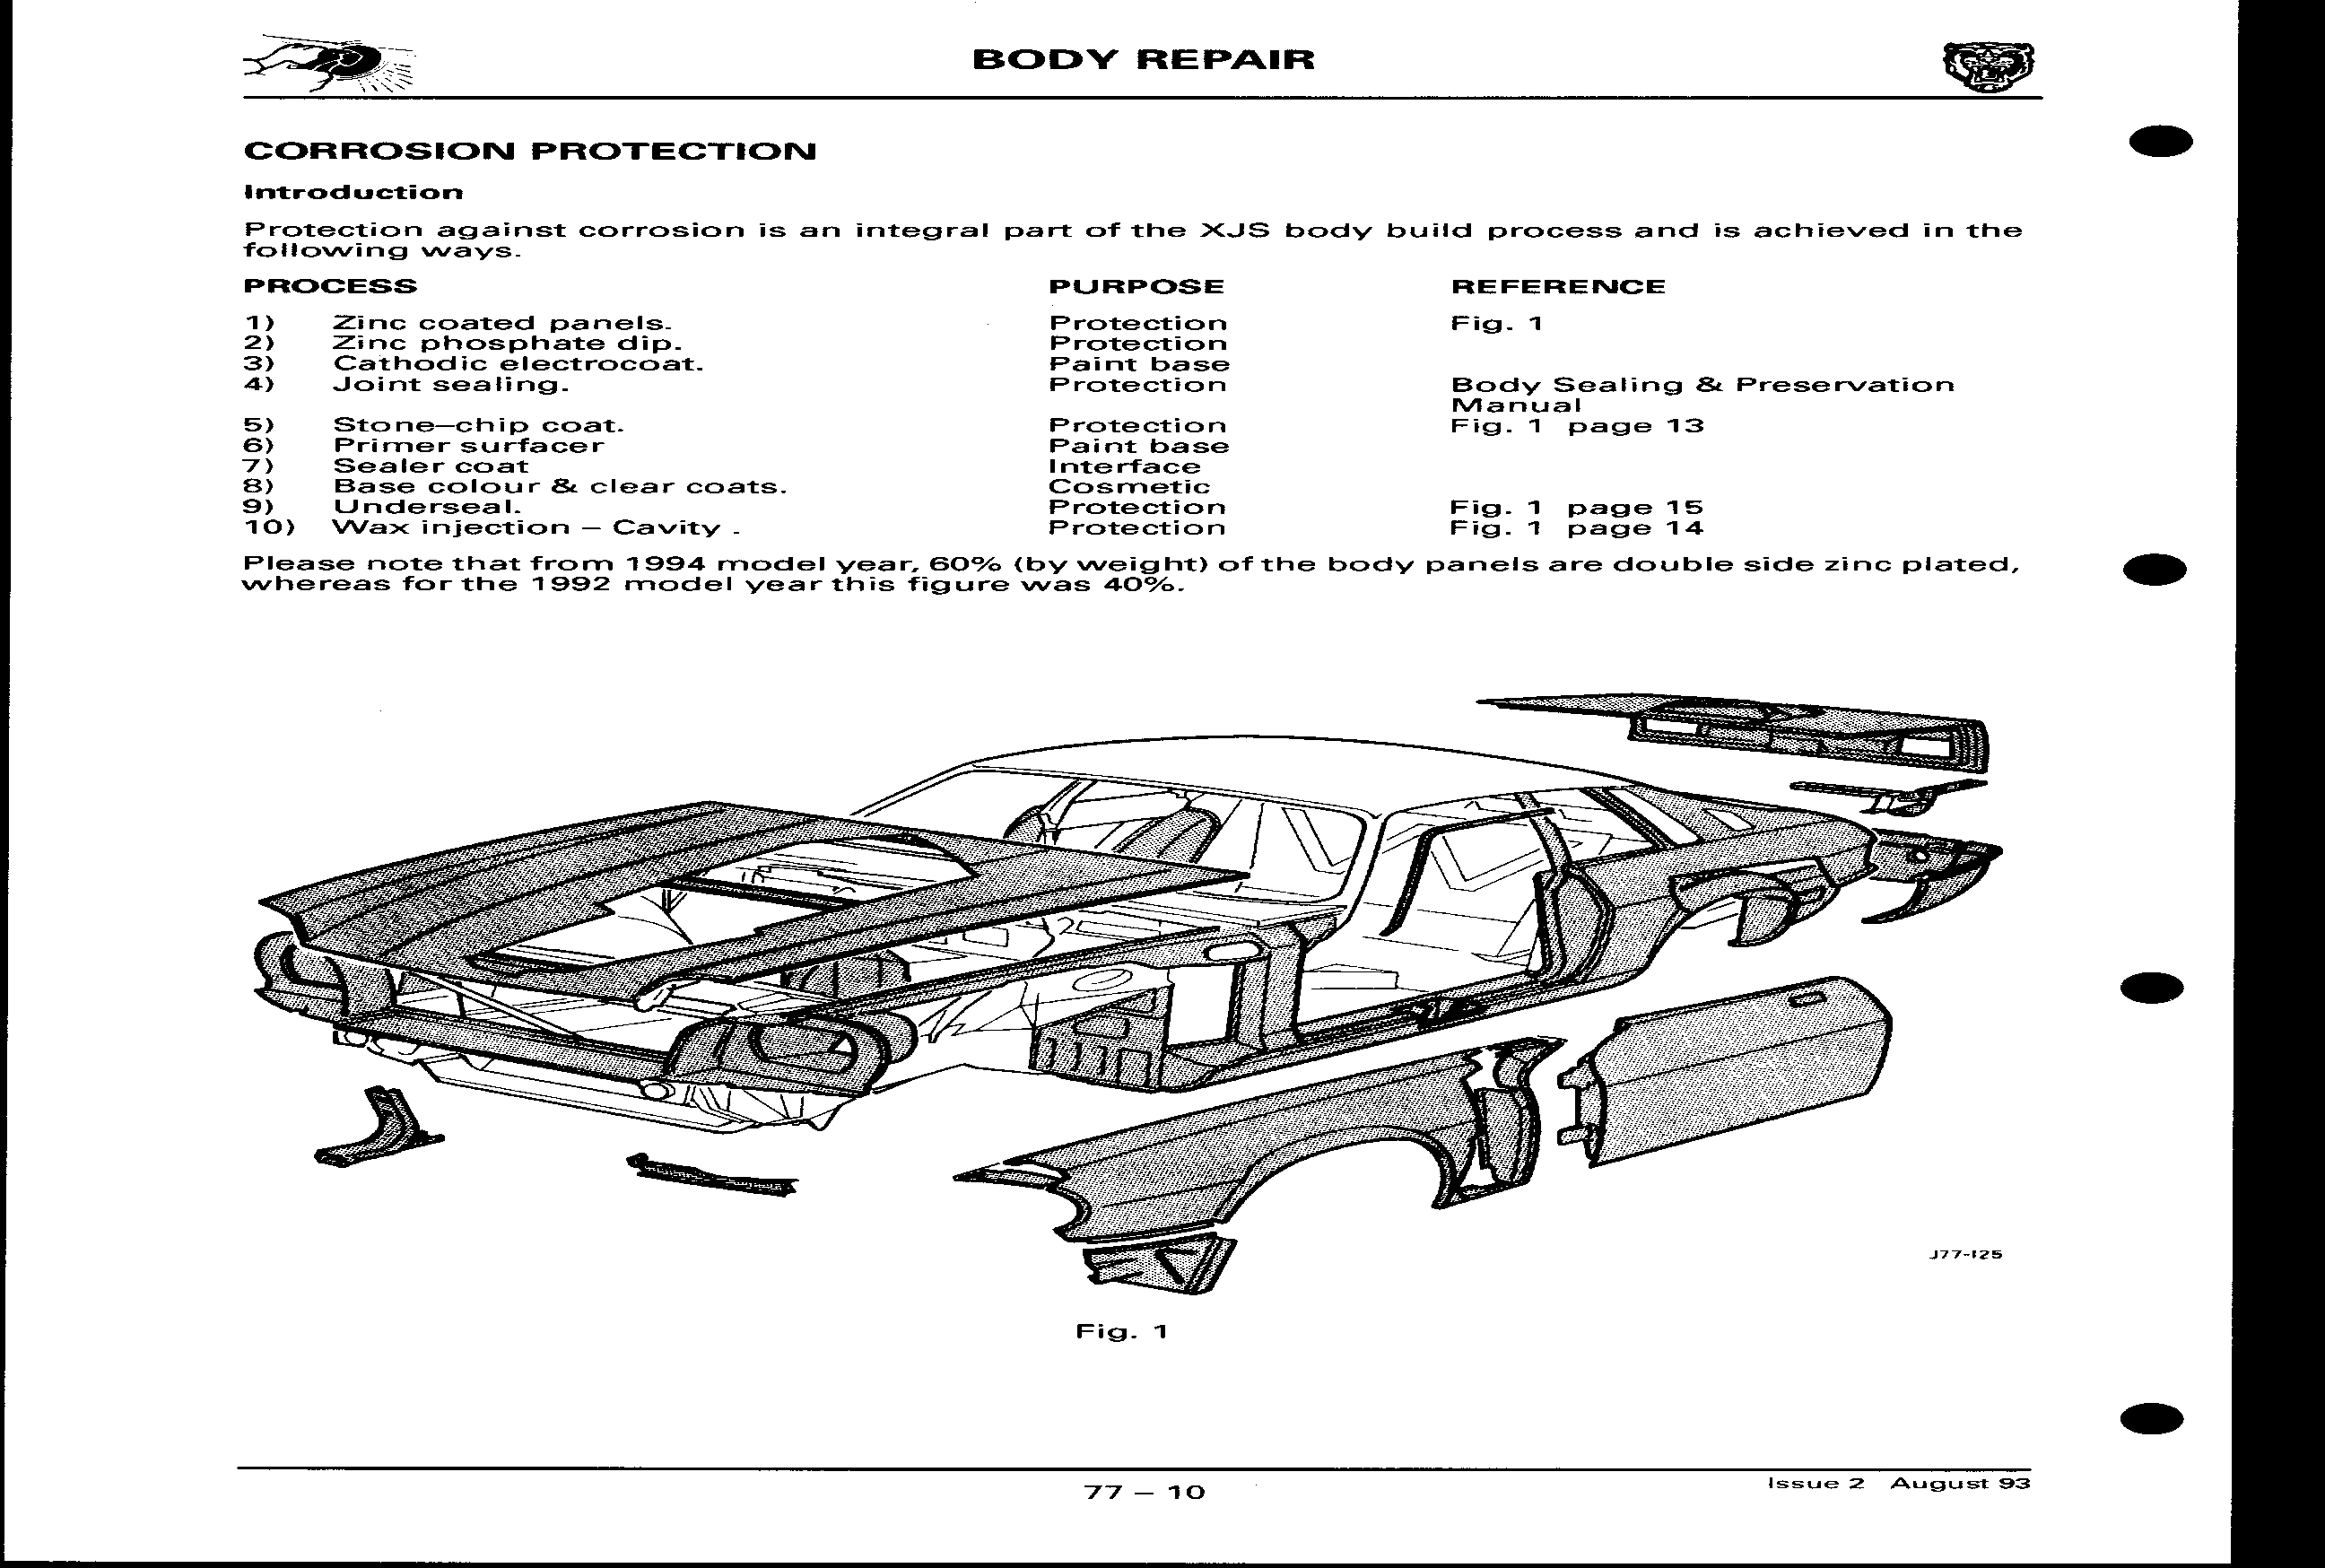 BODY REPAIR
CORROSION PROTECTION
Introduction
Protection against corrosion is an integral part of the XJS body build process and is achieved in the
following ways.
PROCESS PURPOSE REFERENCE
1) Zinc coated panels. Protection Fig. 1
2) Zinc phosphate dip. Protection
3) Cathodic electrocoat. Paint base
4) Joint sealing. Protection Body Sealing & Preservation
Manual
5) Stone–chip coat. Protection Fig. 1 page 13
6) Primer surfacer Paint base
7) Sealer coat Interface
8) Base colour & clear coats. Cosmetic
9) Underseal. Protection Fig. 1 page 15
10) Wax injection – Cavity . Protection Fig. 1 page 14
Please note that from 1994 model year, 60% (by weight) of the body panels are double side zinc plated,
whereas for the 1992 model year this figure was 40%.
J77-125
Fig. 1
77 – 10
Issue 2 August 93